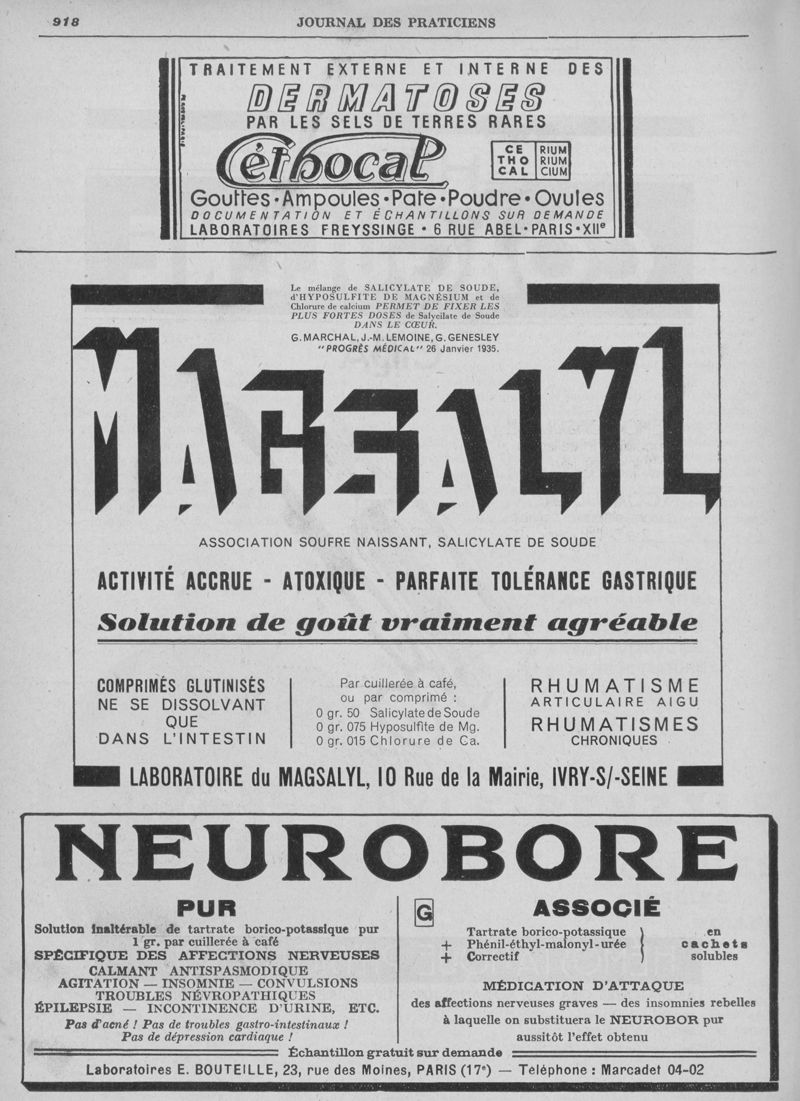 918
JOURNAL DES PRATICIENS
TRAITEMENT EXTERNE ET INTERNE DES
DERMATOSES
PAR LES SELS DE TERRES RARES
Céthocal
CE RIUM
THO RIUM
CAL CIUM
Gouttes • Ampoules • Pate • Poudre • Ovules
DOCUMENTATION ET ÉCHANTILLONS SUR DEMANDE
LABORATOIRES FREYSSINGE • 6 RUE ABEL • PARIS • XIIe
Le mélange de SALICYLATE DE SOUDE,
d'HYPOSULFITE DE MAGNÉSIUM et de
Chlorure de calcium PERMET DE FIXER LES
PLUS FORTES DOSES de Salycilate de Soude
DANS LE CŒUR.
G. MARCHAL, J.-M. LEMOINE, G. GENESLEY
"PROGRÈS MÉDICAL" 26 Janvier 1935.
MAGSALYL
ASSOCIATION SOUFRE NAISSANT, SALICYLATE DE SOUDE
ACTIVITÉ ACCRUE - ATOXIQUE - PARFAITE TOLÉRANCE GASTRIQUE
Solution de goût vraiment agréable
COMPRIMÉS GLUTINISÉS
NE SE DISSOLVANT
QUE
DANS L'INTESTIN
Par cuillerée à café,
ou par comprimé :
0 gr. 50 Salicylate de Soude
0 gr. 075 Hyposulfite de Mg.
0 gr. 015 Chlorure de Ca.
RHUMATISME
ARTICULAIRE AIGU
RHUMATISMES
CHRONIQUES
LABORATOIRE du MAGSALYL, 10 Rue de la Mairie, IVRY-S/-SEINE
NEUROBORE
PUR
Solution inaltérable de tartrate borico-potassique pur
1 gr. par cuillerée à café
SPÉCIFIQUE DES AFFECTIONS NERVEUSES
CALMANT ANTISPASMODIQUE
AGITATION — INSOMNIE — CONVULSIONS
TROUBLES NÉVROPATHIQUES
ÉPILEPSIE — INCONTINENCE D'URINE, ETC.
Pas d'acné ! Pas de troubles gastro-intestinaux !
Pas de dépression cardiaque !
G
ASSOCIÉ
Tartrate borico-potassique
+ Phénil-éthyl-malonyl-urée
+ Correctif
en
cachets
solubles
MÉDICATION D'ATTAQUE
des affections nerveuses graves — des insomnies rebelles
à laquelle on substituera le NEUROBOR pur
aussitôt l'effet obtenu
Échantillon gratuit sur demande
Laboratoires E. BOUTEILLE, 23, rue des Moines, PARIS (17e) — Téléphone : Marcadet 04-02